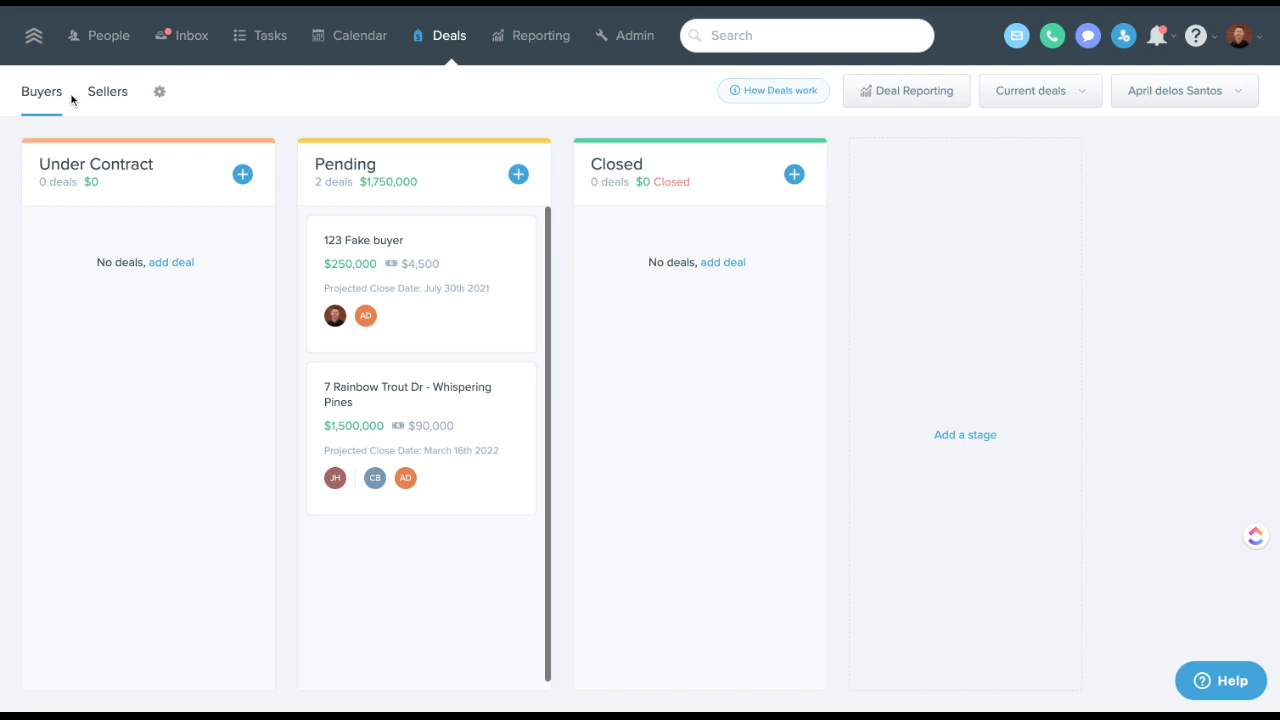 People
Inbox
Tasks
Calendar
Deals
Reporting
Admin
Search
Buyers
Sellers
How Deals work
Deal Reporting
Current deals
April delos Santos
Under Contract
0 deals $0
No deals, add deal
Pending
2 deals $1,750,000
123 Fake buyer
$250,000 $4,500
Projected Close Date: July 30th 2021
AD
7 Rainbow Trout Dr - Whispering
Pines
$1,500,000 $90,000
Projected Close Date: March 16th 2022
JH CB AD
Closed
0 deals $0 Closed
No deals, add deal
Add a stage
Help